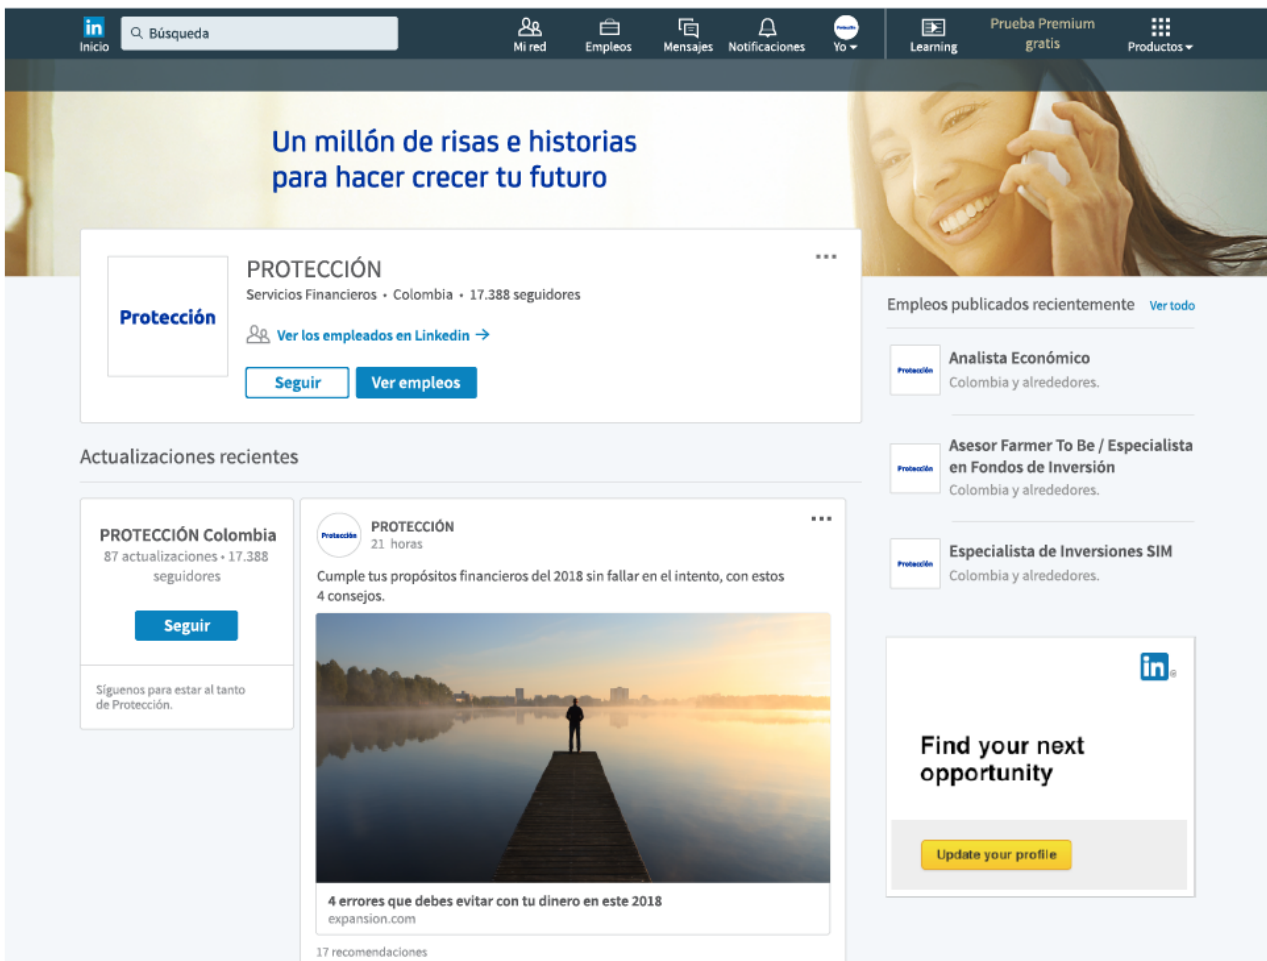 in
Inicio
Búsqueda
Mi red
Empleos
Mensajes
Notificaciones
Protección
Yo
Learning
Prueba Premium
gratis
Productos
Un millón de risas e historias
para hacer crecer tu futuro
Protección
PROTECCIÓN
Servicios Financieros • Colombia • 17.388 seguidores
Ver los empleados en Linkedin →
Seguir
Ver empleos
Actualizaciones recientes
PROTECCIÓN Colombia
87 actualizaciones • 17.388
seguidores
Seguir
Síguenos para estar al tanto
de Protección.
Protección
PROTECCIÓN
21 horas
Cumple tus propósitos financieros del 2018 sin fallar en el intento, con estos
4 consejos.
4 errores que debes evitar con tu dinero en este 2018
expansion.com
17 recomendaciones
Empleos publicados recientemente
Ver todo
Protección
Analista Económico
Colombia y alrededores.
Protección
Asesor Farmer To Be / Especialista
en Fondos de Inversión
Colombia y alrededores.
Protección
Especialista de Inversiones SIM
Colombia y alrededores.
in®
Find your next
opportunity
Update your profile